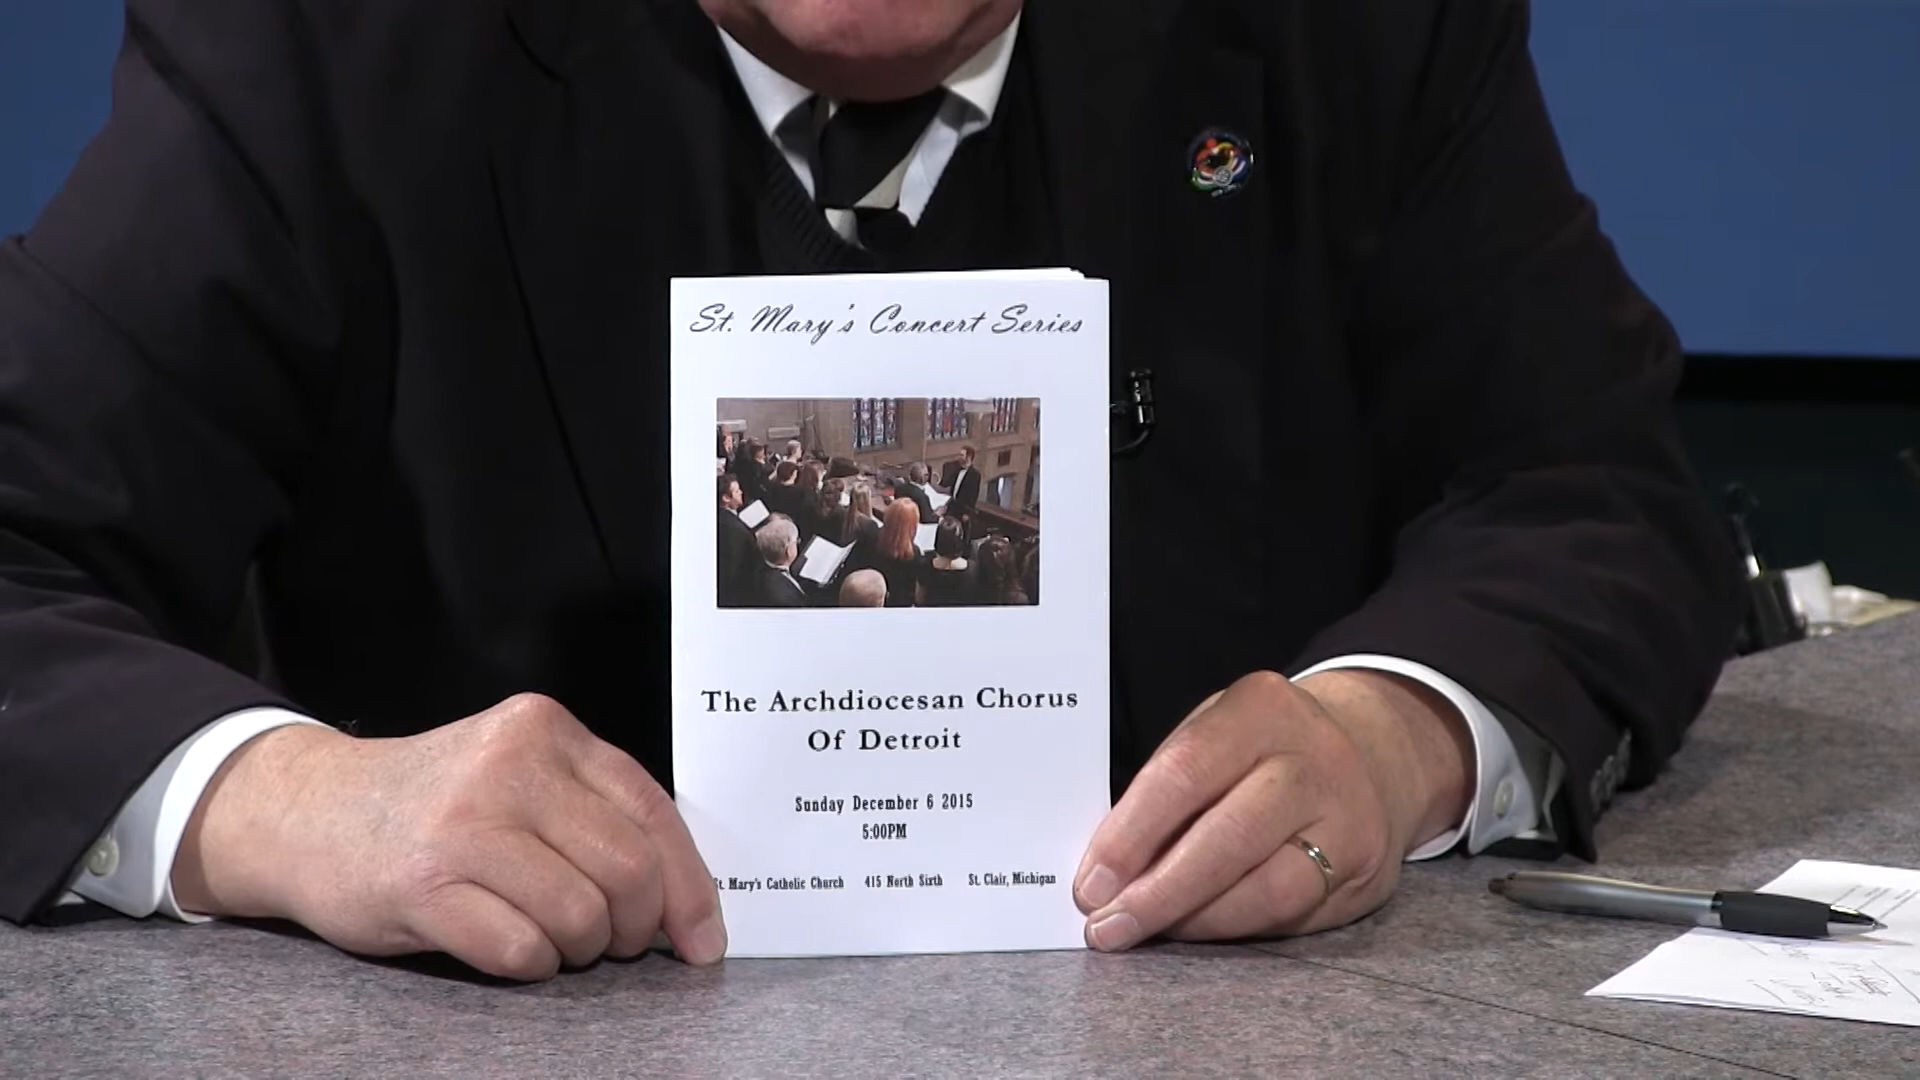 St. Mary's Concert Series
The Archdiocesan Chorus
Of Detroit
Sunday December 6 2015
5:00PM
St. Mary's Catholic Church 415 North Sixth St. Clair, Michigan